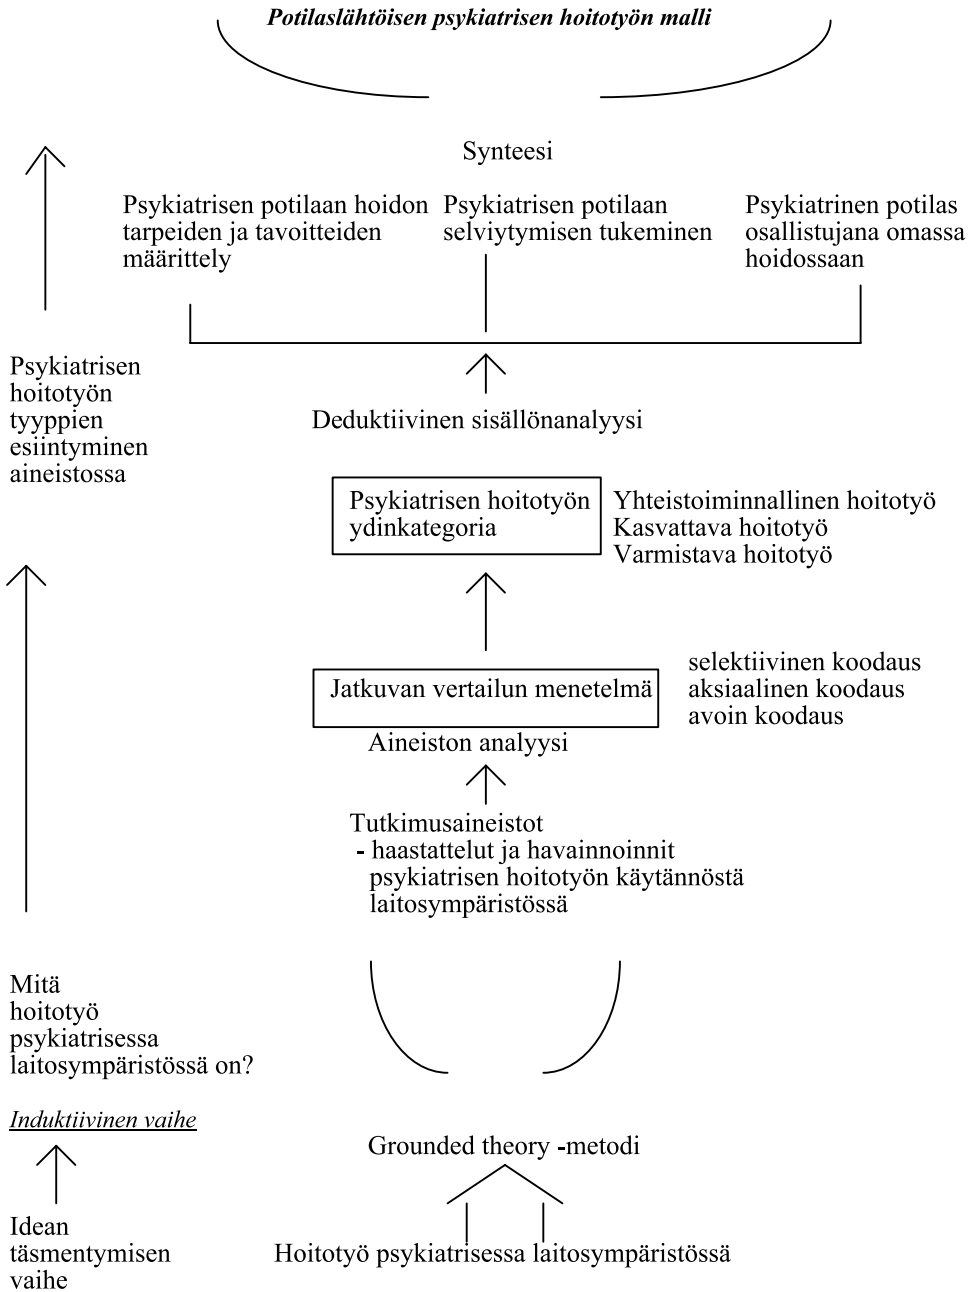 Potilaslähtöisen psykiatrisen hoitotyön malli
Synteesi
Psykiatrisen potilaan hoidon
tarpeiden ja tavoitteiden
määrittely
Psykiatrisen potilaan
selviytymisen tukeminen
Psykiatrinen potilas
osallistujana omassa
hoidossaan
Psykiatrisen
hoitotyön
tyyppien
esiintyminen
aineistossa
Deduktiivinen sisällönanalyysi
Psykiatrisen hoitotyön
ydinkategoria
Yhteistoiminnallinen hoitotyö
Kasvattava hoitotyö
Varmistava hoitotyö
Jatkuvan vertailun menetelmä
selektiivinen koodaus
aksiaalinen koodaus
avoin koodaus
Aineiston analyysi
Tutkimusaineistot
- haastattelut ja havainnoinnit
psykiatrisen hoitotyön käytännöstä
laitosympäristössä
Mitä
hoitotyö
psykiatrisessa
laitosympäristössä on?
Induktiivinen vaihe
Grounded theory -metodi
Idean
täsmentymisen
vaihe
Hoitotyö psykiatrisessa laitosympäristössä